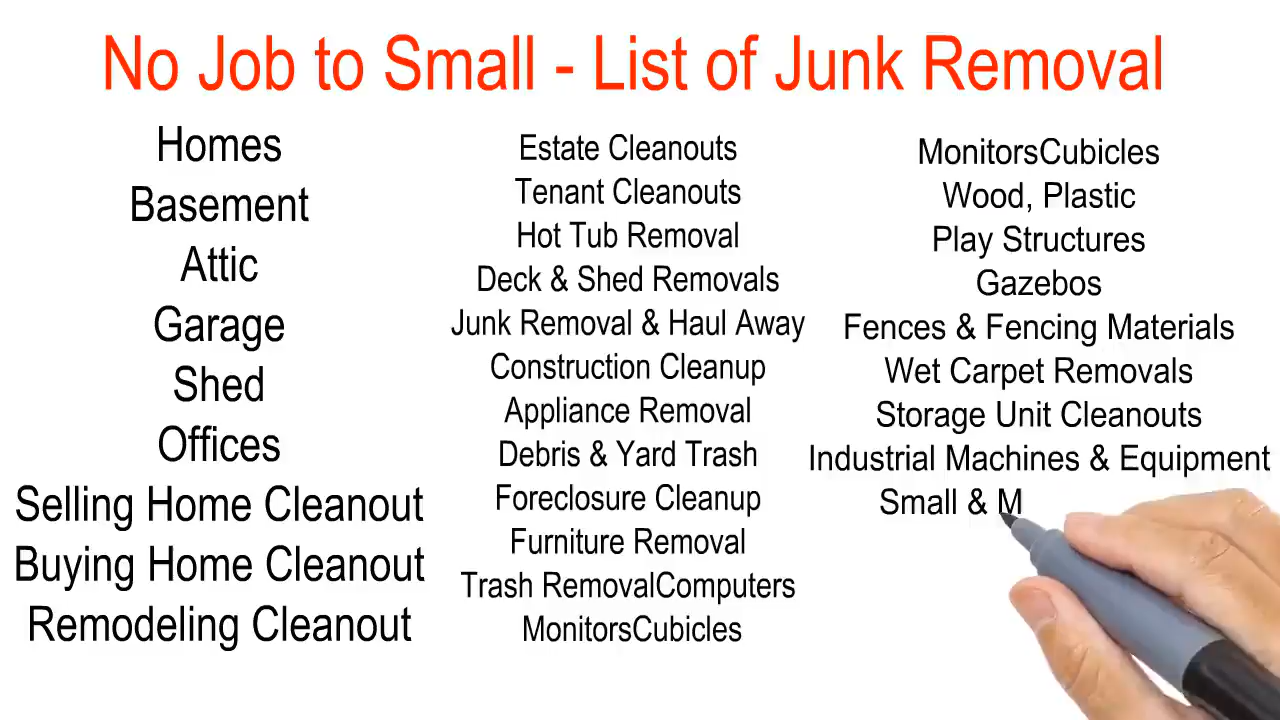 No Job to Small - List of Junk Removal
Homes
Basement
Attic
Garage
Shed
Offices
Selling Home Cleanout
Buying Home Cleanout
Remodeling Cleanout
Estate Cleanouts
Tenant Cleanouts
Hot Tub Removal
Deck & Shed Removals
Junk Removal & Haul Away
Construction Cleanup
Appliance Removal
Debris & Yard Trash
Foreclosure Cleanup
Furniture Removal
Trash RemovalComputers
MonitorsCubicles
MonitorsCubicles
Wood, Plastic
Play Structures
Gazebos
Fences & Fencing Materials
Wet Carpet Removals
Storage Unit Cleanouts
Industrial Machines & Equipment
Small & M